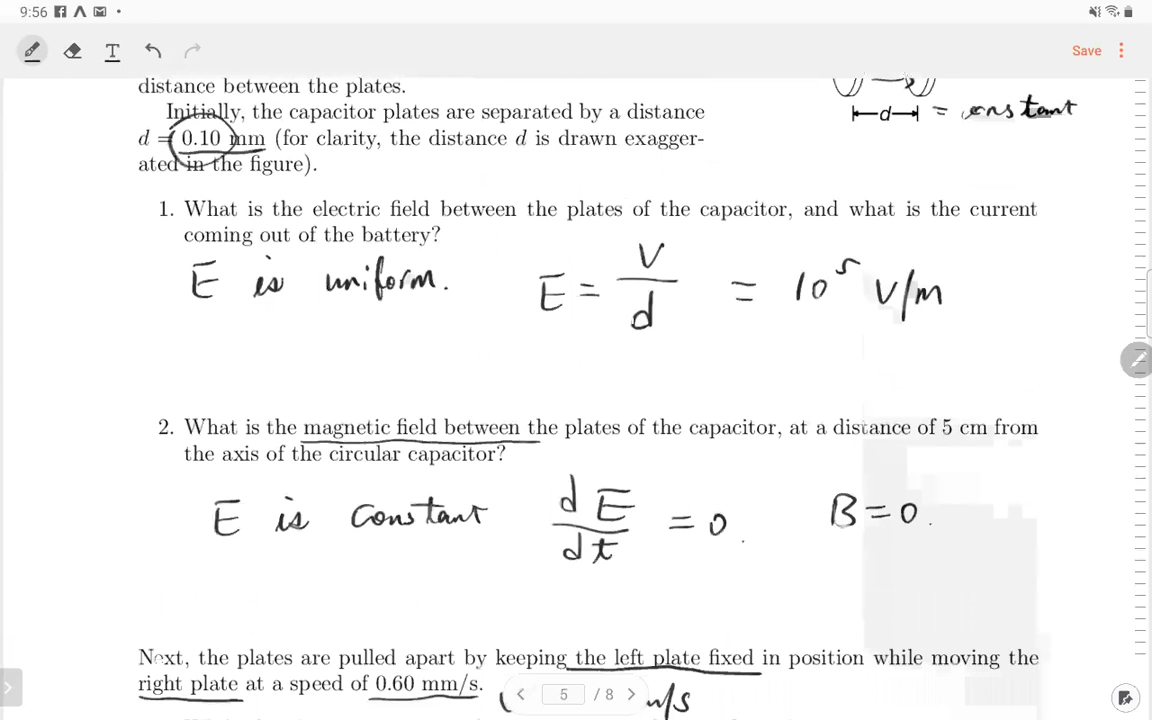 9:56
Save
distance between the plates.
d = constant
Initially, the capacitor plates are separated by a distance
d = 0.10 mm (for clarity, the distance d is drawn exagger-
ated in the figure).
1. What is the electric field between the plates of the capacitor, and what is the current
coming out of the battery?
E is uniform. E = V/d = 10⁵ V/m
2. What is the magnetic field between the plates of the capacitor, at a distance of 5 cm from
the axis of the circular capacitor?
E is constant dE/dt = 0. B = 0.
Next, the plates are pulled apart by keeping the left plate fixed in position while moving the
right plate at a speed of 0.60 mm/s.
5 / 8